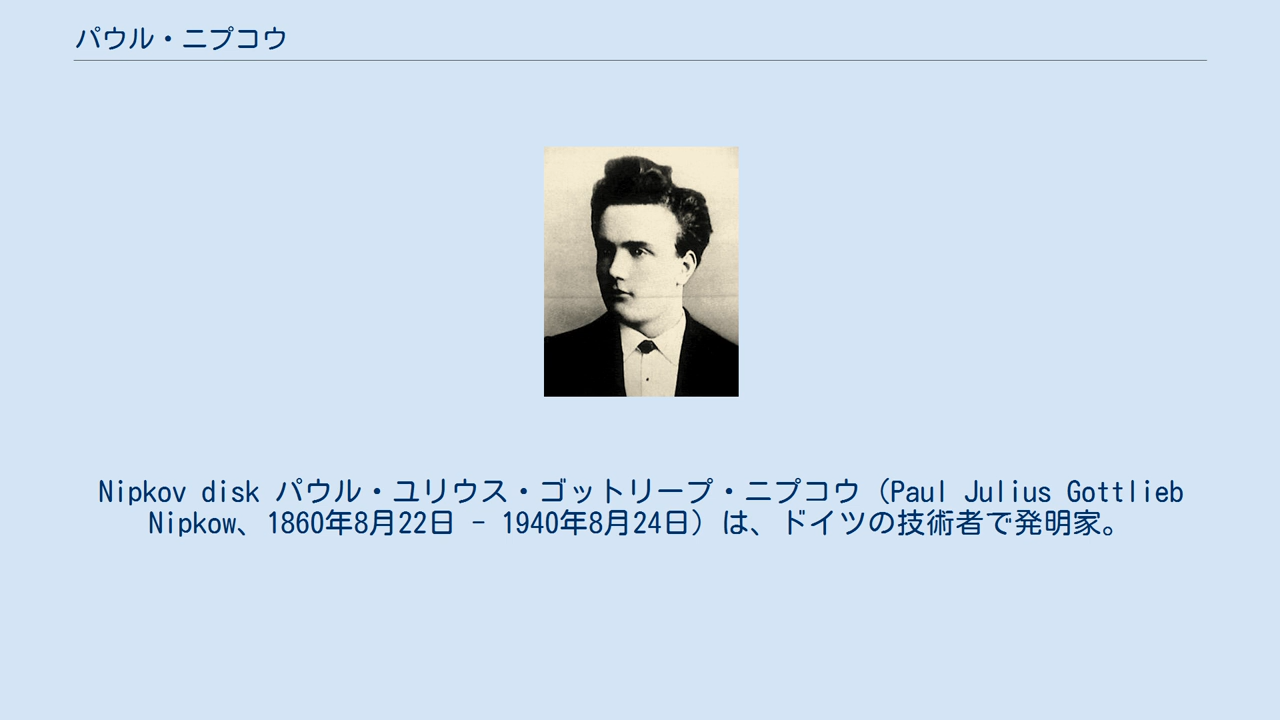 パウル・ニプコウ
Nipkov disk パウル・ユリウス・ゴットリープ・ニプコウ（Paul Julius Gottlieb
Nipkow、1860年8月22日 - 1940年8月24日）は、ドイツの技術者で発明家。